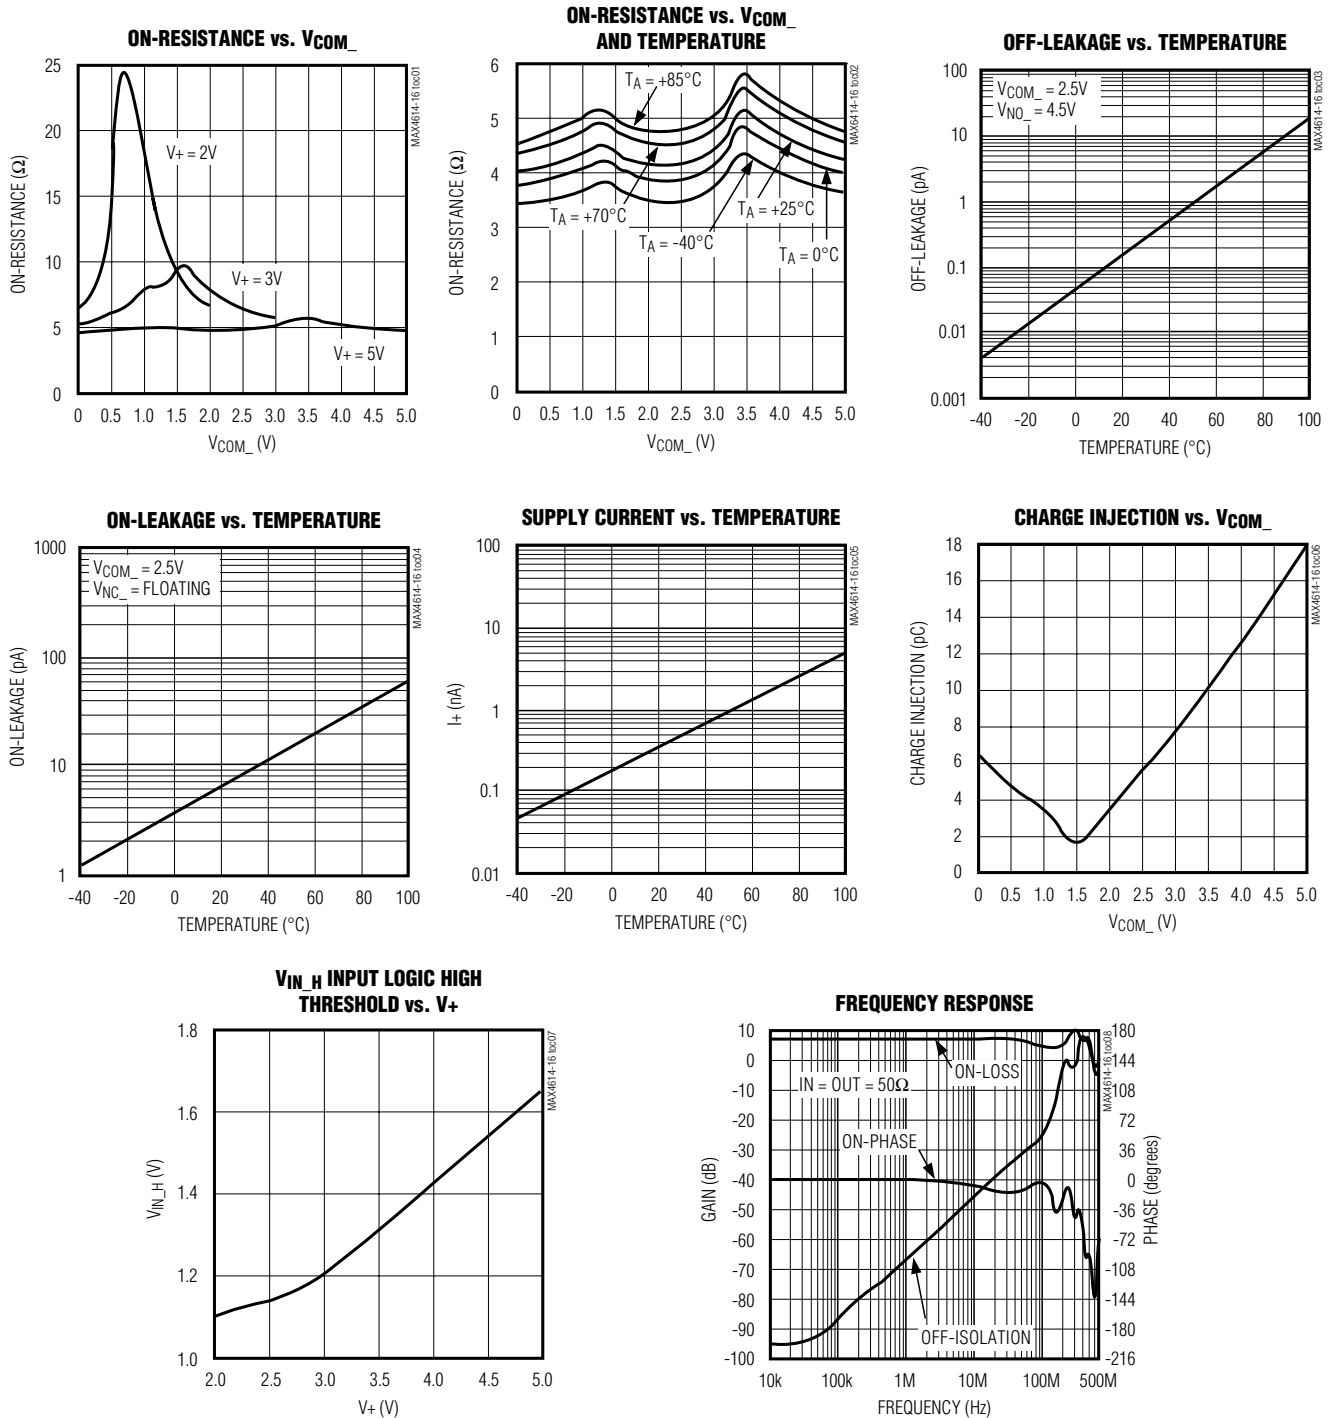 ON-RESISTANCE vs. VCOM_
25
20
15
10
5
0
ON-RESISTANCE (Ω)
V+ = 2V
V+ = 3V
V+ = 5V
MAX4614-16 toc01
0 0.5 1.0 1.5 2.0 2.5 3.0 3.5 4.0 4.5 5.0
VCOM_ (V)
ON-RESISTANCE vs. VCOM_
AND TEMPERATURE
6
5
4
3
2
1
0
ON-RESISTANCE (Ω)
TA = +85°C
TA = +70°C
TA = +25°C
TA = -40°C
TA = 0°C
MAX6414-16 toc02
0 0.5 1.0 1.5 2.0 2.5 3.0 3.5 4.0 4.5 5.0
VCOM_ (V)
OFF-LEAKAGE vs. TEMPERATURE
100
10
1
0.1
0.01
0.001
OFF-LEAKAGE (pA)
VCOM_ = 2.5V
VNO_ = 4.5V
MAX4614-16 toc03
-40 -20 0 20 40 60 80 100
TEMPERATURE (°C)
ON-LEAKAGE vs. TEMPERATURE
1000
100
10
1
ON-LEAKAGE (pA)
VCOM_ = 2.5V
VNC_ = FLOATING
MAX4614-16 toc04
-40 -20 0 20 40 60 80 100
TEMPERATURE (°C)
SUPPLY CURRENT vs. TEMPERATURE
100
10
1
0.1
0.01
I+ (nA)
MAX4614-16 toc05
-40 -20 0 20 40 60 80 100
TEMPERATURE (°C)
CHARGE INJECTION vs. VCOM_
18
16
14
12
10
8
6
4
2
0
CHARGE INJECTION (pC)
MAX4614-16 toc06
0 0.5 1.0 1.5 2.0 2.5 3.0 3.5 4.0 4.5 5.0
VCOM_ (V)
VIN_H INPUT LOGIC HIGH
THRESHOLD vs. V+
1.8
1.6
1.4
1.2
1.0
VIN_H (V)
MAX4614-16 toc07
2.0 2.5 3.0 3.5 4.0 4.5 5.0
V+ (V)
FREQUENCY RESPONSE
10
0
-10
-20
-30
-40
-50
-60
-70
-80
-90
-100
GAIN (dB)
ON-LOSS
IN = OUT = 50Ω
ON-PHASE
OFF-ISOLATION
MAX4614-16 toc08
180
144
108
72
36
0
-36
-72
-108
-144
-180
-216
PHASE (degrees)
10k 100k 1M 10M 100M 500M
FREQUENCY (Hz)